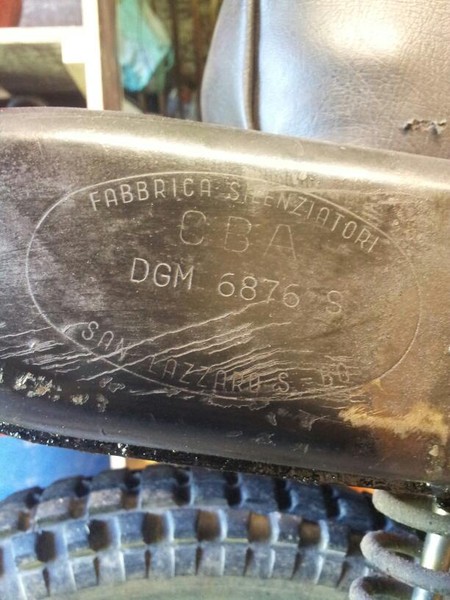 FABBRICA SILENZIATORI
CBA
DGM 6876 S
SAN LAZZARO S. - BO